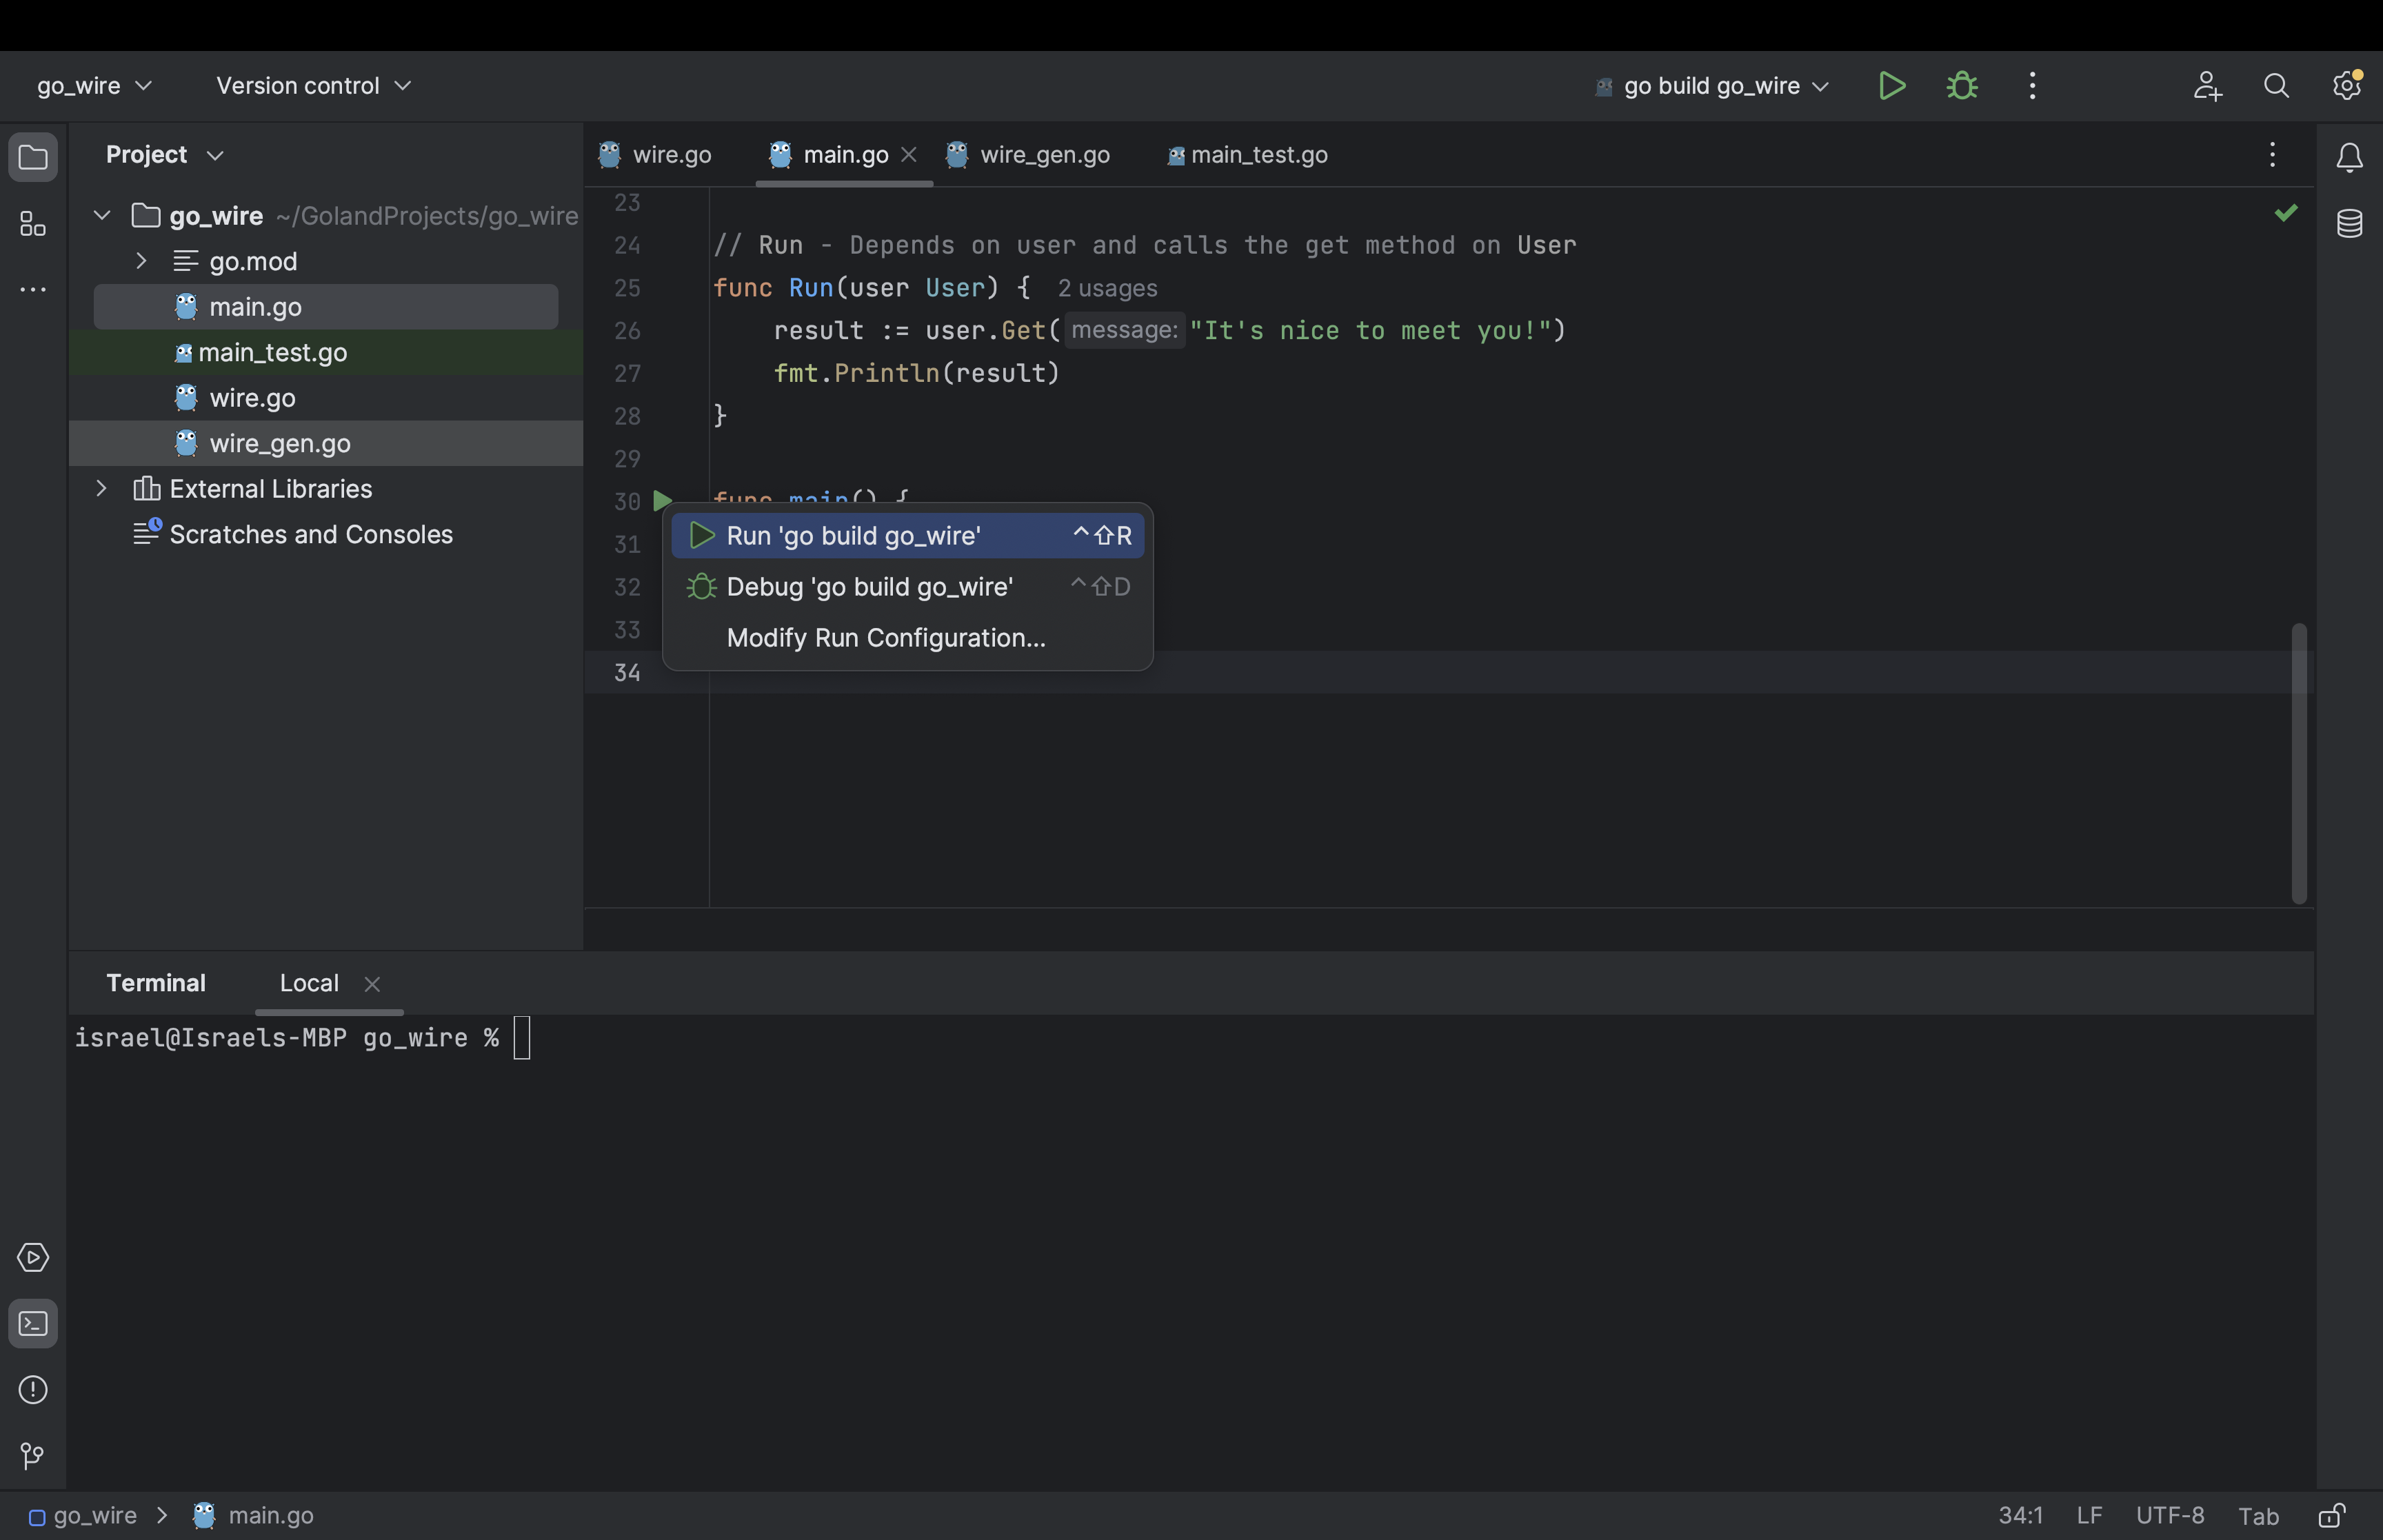 go_wire
Version control
go build go_wire
Project
wire.go
main.go
wire_gen.go
main_test.go
go_wire ~/GolandProjects/go_wire
go.mod
main.go
main_test.go
wire.go
wire_gen.go
External Libraries
Scratches and Consoles
23
24 // Run - Depends on user and calls the get method on User
25 func Run(user User) { 2 usages
26 result := user.Get( message: "It's nice to meet you!")
27 fmt.Println(result)
28 }
29
30 func main() {
31
32
33
34
Run 'go build go_wire' ^⇧R
Debug 'go build go_wire' ^⇧D
Modify Run Configuration...
Terminal
Local
israel@Israels-MBP go_wire %
go_wire > main.go
34:1 LF UTF-8 Tab